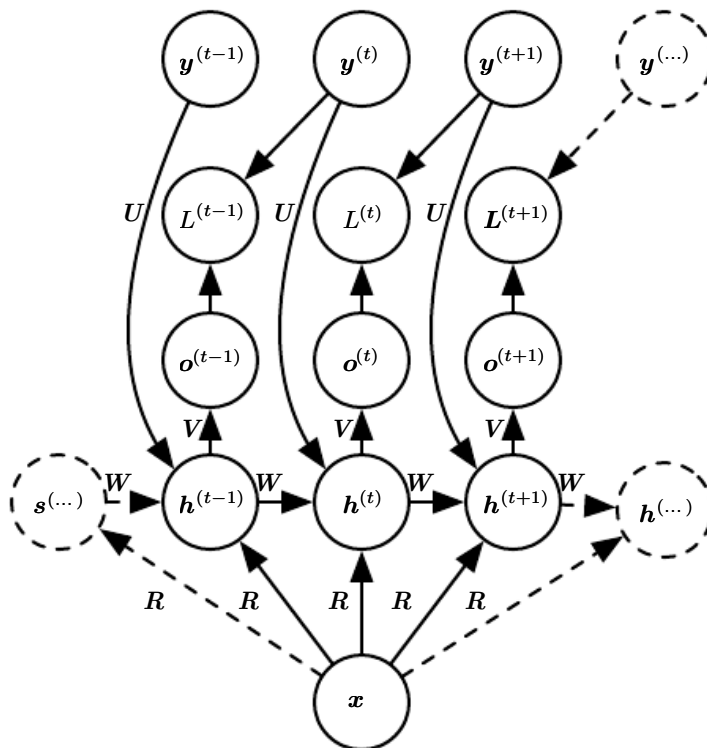 y^(t−1) y^(t) y^(t+1) y^(...)
U L^(t−1) U L^(t) U L^(t+1)
o^(t−1) o^(t) o^(t+1)
V V V
s^(...) W h^(t−1) W h^(t) W h^(t+1) W h^(...)
R R R R R
x